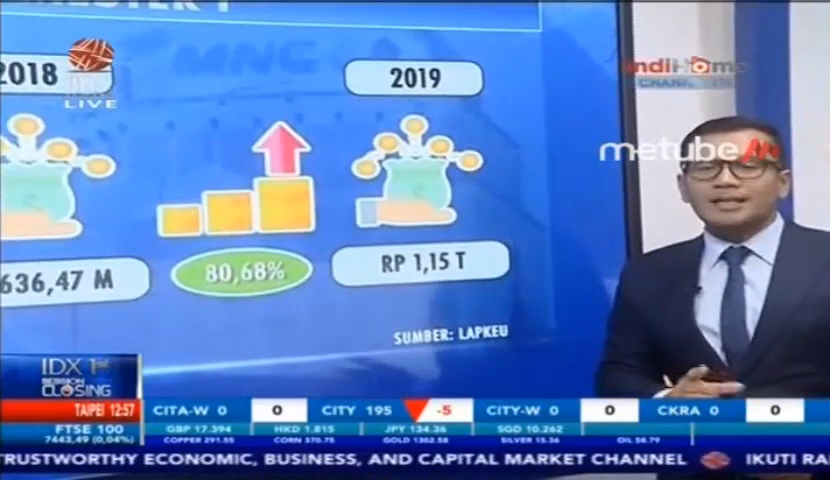 MNC
2018
2019
LIVE
IndiHome
CHANNEL
metube
636,47 M
80,68%
RP 1,15 T
SUMBER: LAPKEU
IDX 1st
SESSION
CLOSING
TAIPEI 12:57
CITA-W 0 0 CITY 195 -5 CITY-W 0 0 CKRA 0 0
FTSE 100
7443,49 (0,04%)
GBP 17.394 HKD 1.815 JPY 134.36 SGD 10.262
COPPER 291.55 CORN 370.75 GOLD 1302.58 SILVER 15.36 OIL 58.79
TRUSTWORTHY ECONOMIC, BUSINESS, AND CAPITAL MARKET CHANNEL IKUTI RA